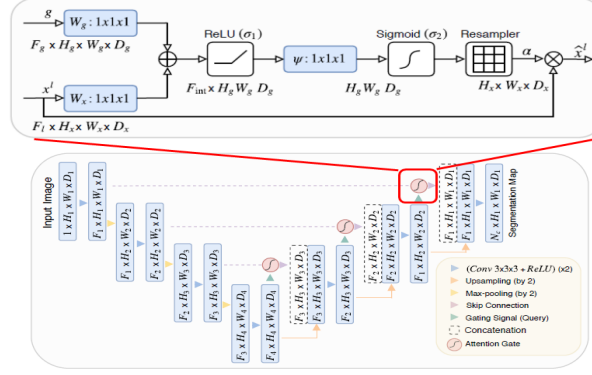 g
W_g : 1x1x1
F_g x H_g x W_g x D_g
x^l
W_x : 1x1x1
F_l x H_x x W_x x D_x
ReLU (σ_1)
F_int x H_g W_g D_g
ψ : 1x1x1
H_g W_g D_g
Sigmoid (σ_2)
Resampler
α
H_x x W_x x D_x
x̂^l
Input Image
1 x H_1 x W_1 x D_1
F_1 x H_1 x W_1 x D_1
F_1 x H_2 x W_2 x D_2
F_2 x H_2 x W_2 x D_2
F_2 x H_3 x W_3 x D_3
F_3 x H_3 x W_3 x D_3
F_3 x H_4 x W_4 x D_4
F_4 x H_4 x W_4 x D_4
F_3 x H_3 x W_3 x D_3
F_3 x H_3 x W_3 x D_3
F_2 x H_3 x W_3 x D_3
F_2 x H_2 x W_2 x D_2
F_2 x H_2 x W_2 x D_2
F_1 x H_2 x W_2 x D_2
F_1 x H_1 x W_1 x D_1
F_1 x H_1 x W_1 x D_1
N_c x H_1 x W_1 x D_1
Segmentation Map
(Conv 3x3x3 + ReLU) (x2)
Upsampling (by 2)
Max-pooling (by 2)
Skip Connection
Gating Signal (Query)
Concatenation
Attention Gate